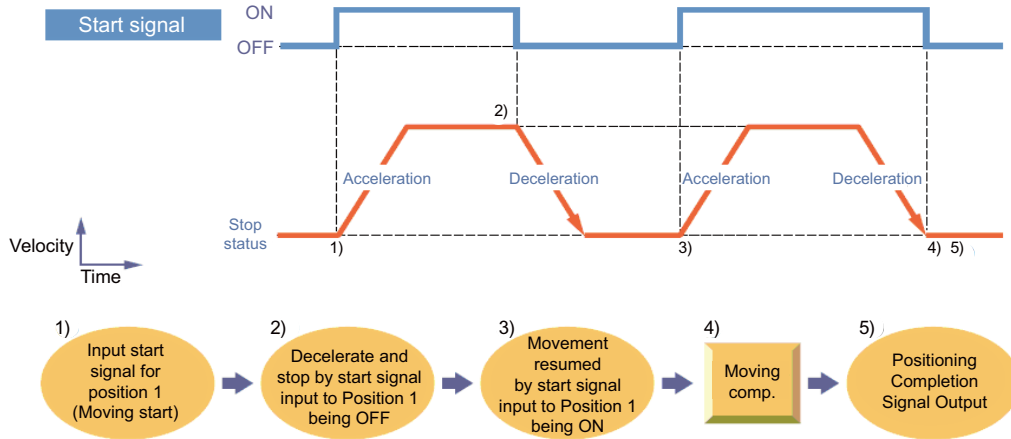 Start signal
ON
OFF
2)
Acceleration
Deceleration
Acceleration
Deceleration
Stop
status
1)
3)
4)
5)
Velocity
Time
1)
Input start
signal for
position 1
(Moving start)
2)
Decelerate and
stop by start signal
input to Position 1
being OFF
3)
Movement
resumed
by start signal
input to Position 1
being ON
4)
Moving
comp.
5)
Positioning
Completion
Signal Output